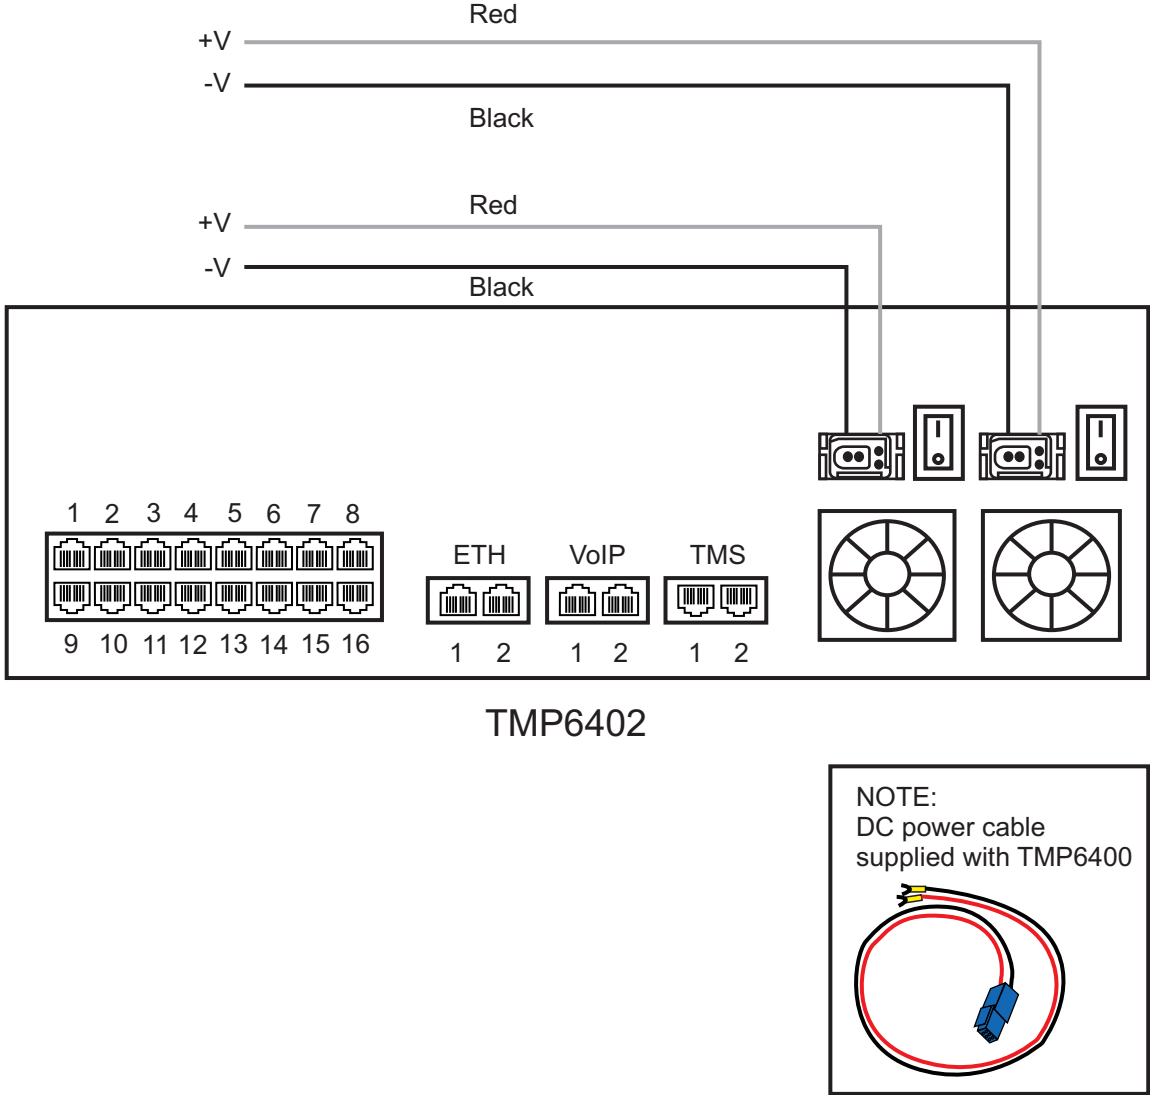 Red
+V
-V
Black
Red
+V
-V
Black
1 2 3 4 5 6 7 8
9 10 11 12 13 14 15 16
ETH VoIP TMS
1 2 1 2 1 2
TMP6402
NOTE:
DC power cable
supplied with TMP6400